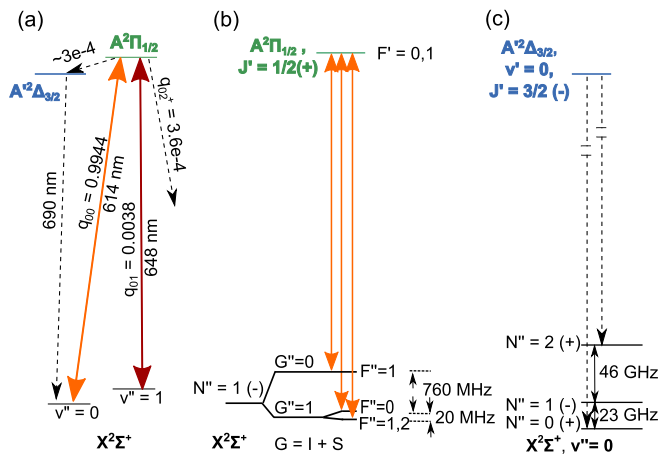 (a)
~3e-4
A²Π₁/₂
A'²Δ₃/₂
q₀₂⁺ = 3.6e-4
690 nm
q₀₀ = 0.9944
614 nm
q₀₁ = 0.0038
648 nm
v" = 0
v" = 1
X²Σ⁺
(b)
A²Π₁/₂ ,
J' = 1/2(+)
F' = 0,1
G"=0
F"=1
N" = 1 (-)
760 MHz
G"=1
F"=0
F"=1,2
20 MHz
X²Σ⁺
G = I + S
(c)
A'²Δ₃/₂,
v' = 0,
J' = 3/2 (-)
N" = 2 (+)
46 GHz
N" = 1 (-)
23 GHz
N" = 0 (+)
X²Σ⁺, v"= 0